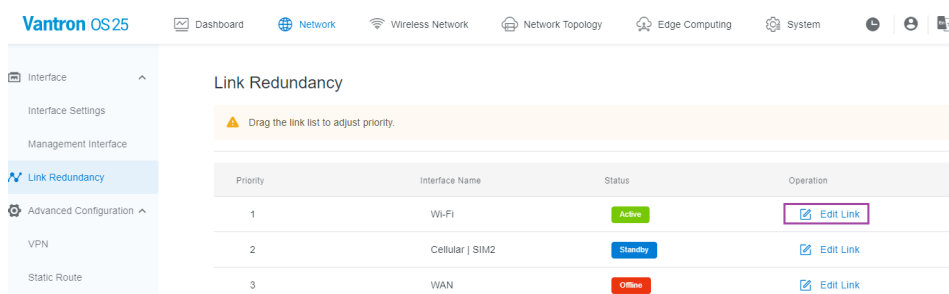 Vantron OS25 Dashboard Network Wireless Network Network Topology Edge Computing System
Interface
Interface Settings
Management Interface
Link Redundancy
Advanced Configuration
VPN
Static Route
Link Redundancy
Drag the link list to adjust priority.
Priority Interface Name Status Operation
1 Wi-Fi Active Edit Link
2 Cellular | SIM2 Standby Edit Link
3 WAN Offline Edit Link